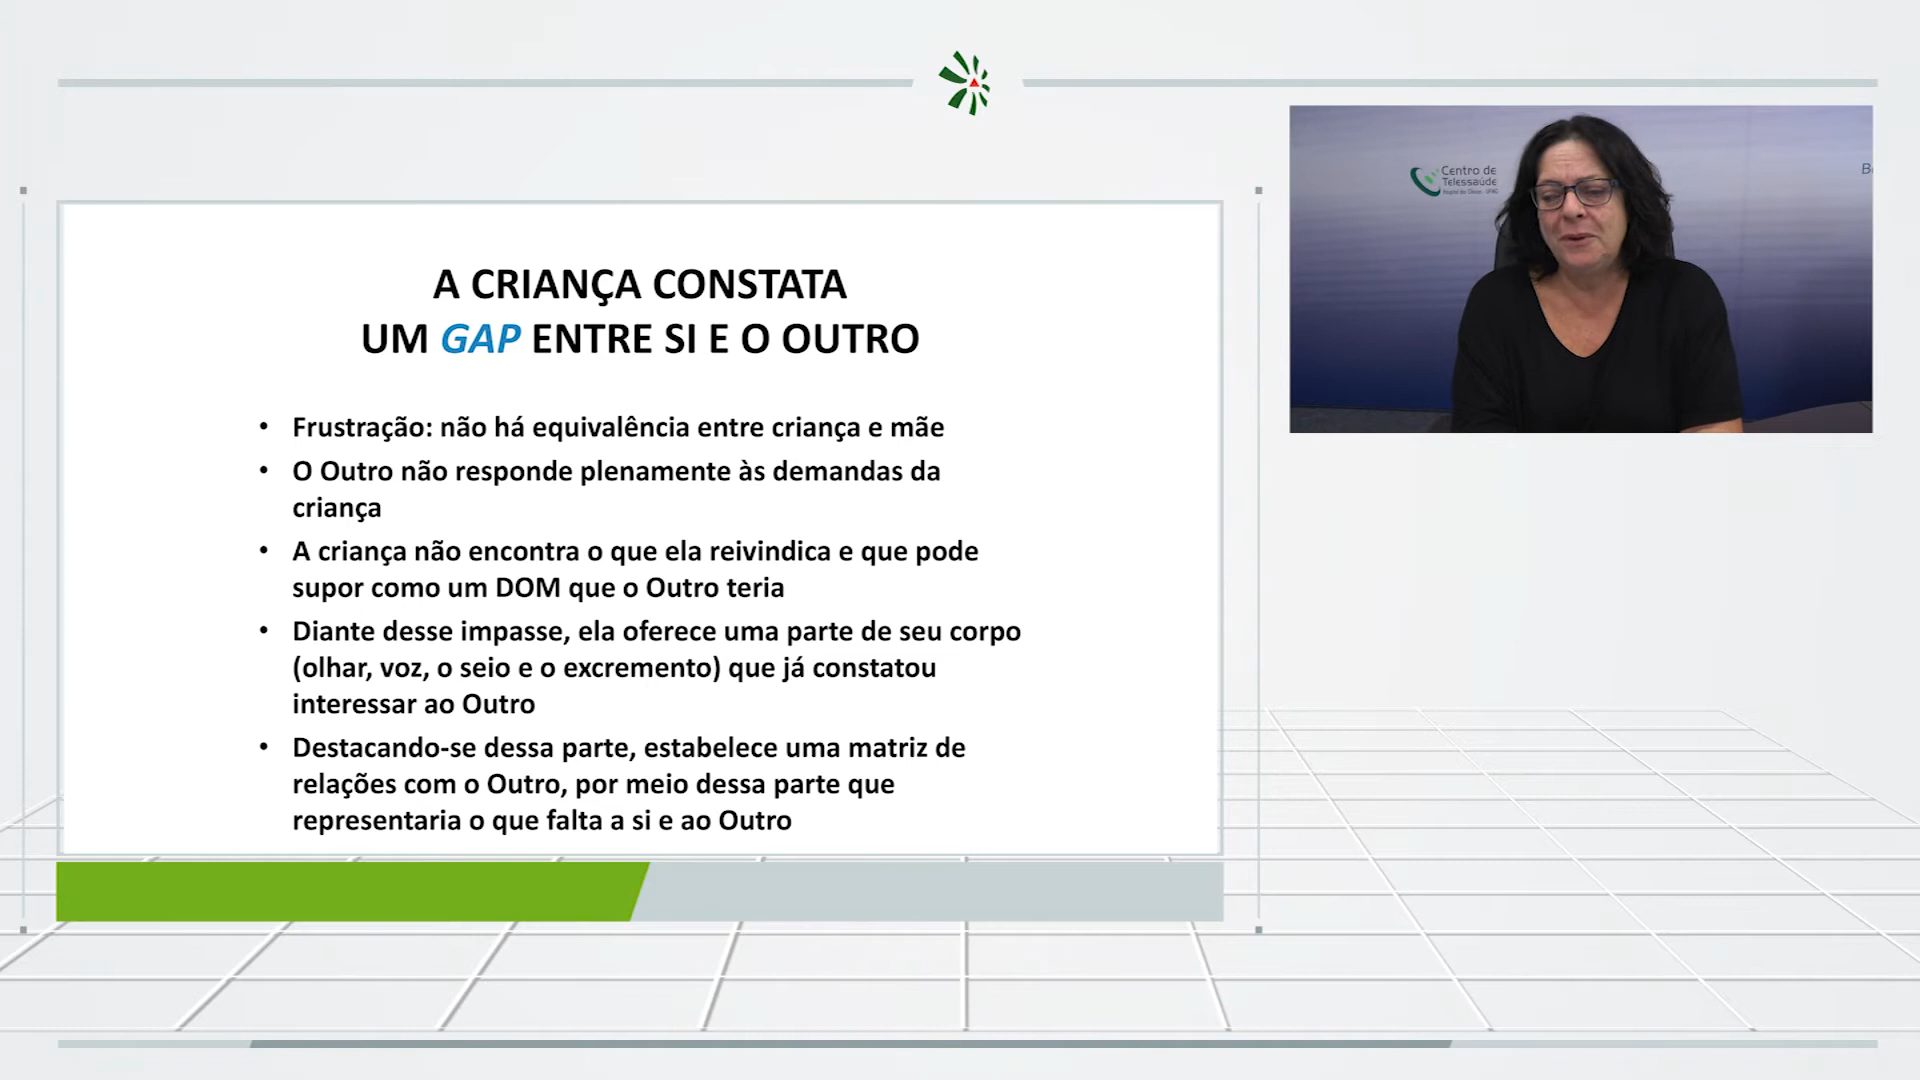 A CRIANÇA CONSTATA
UM GAP ENTRE SI E O OUTRO
• Frustração: não há equivalência entre criança e mãe
• O Outro não responde plenamente às demandas da
criança
• A criança não encontra o que ela reivindica e que pode
supor como um DOM que o Outro teria
• Diante desse impasse, ela oferece uma parte de seu corpo
(olhar, voz, o seio e o excremento) que já constatou
interessar ao Outro
• Destacando-se dessa parte, estabelece uma matriz de
relações com o Outro, por meio dessa parte que
representaria o que falta a si e ao Outro
Centro de
Telessaúde